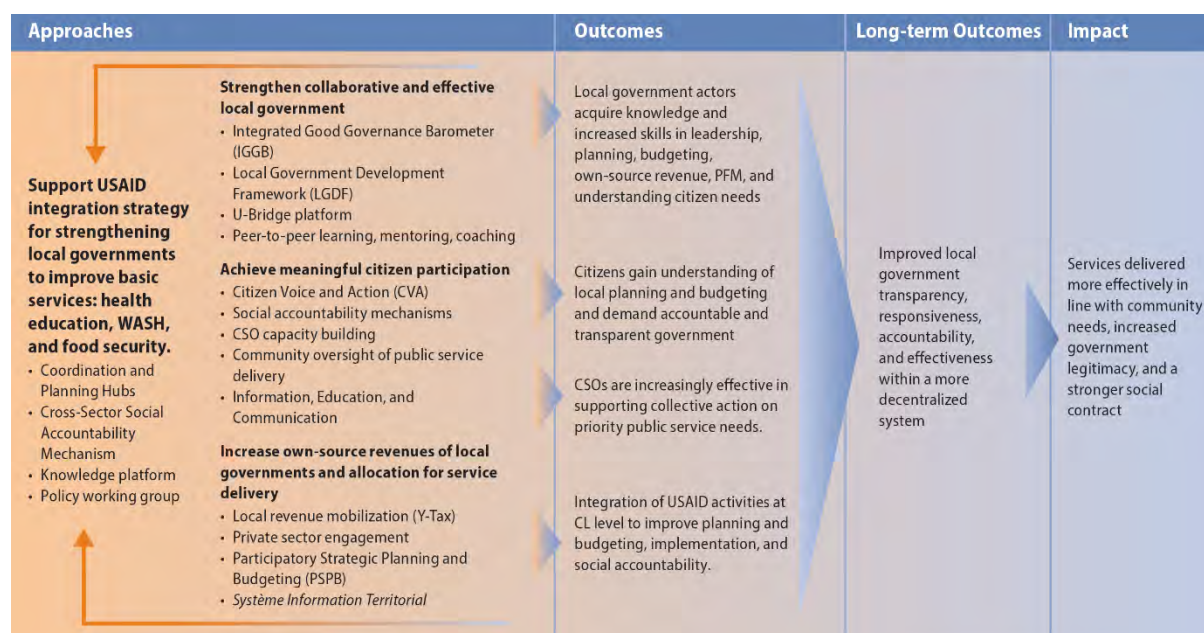 Approaches
Outcomes
Long-term Outcomes
Impact
Support USAID
integration strategy
for strengthening
local governments
to improve basic
services: health
education, WASH,
and food security.
• Coordination and
Planning Hubs
• Cross-Sector Social
Accountability
Mechanism
• Knowledge platform
• Policy working group
Strengthen collaborative and effective
local government
• Integrated Good Governance Barometer
(IGGB)
• Local Government Development
Framework (LGDF)
• U-Bridge platform
• Peer-to-peer learning, mentoring, coaching
Achieve meaningful citizen participation
• Citizen Voice and Action (CVA)
• Social accountability mechanisms
• CSO capacity building
• Community oversight of public service
delivery
• Information, Education, and
Communication
Increase own-source revenues of local
governments and allocation for service
delivery
• Local revenue mobilization (Y-Tax)
• Private sector engagement
• Participatory Strategic Planning and
Budgeting (PSPB)
• Système Information Territorial
Local government actors
acquire knowledge and
increased skills in leadership,
planning, budgeting,
own-source revenue, PFM, and
understanding citizen needs
Citizens gain understanding of
local planning and budgeting
and demand accountable and
transparent government
CSOs are increasingly effective in
supporting collective action on
priority public service needs.
Integration of USAID activities at
CL level to improve planning and
budgeting, implementation, and
social accountability.
Improved local
government
transparency,
responsiveness,
accountability,
and effectiveness
within a more
decentralized
system
Services delivered
more effectively in
line with community
needs, increased
government
legitimacy, and a
stronger social
contract